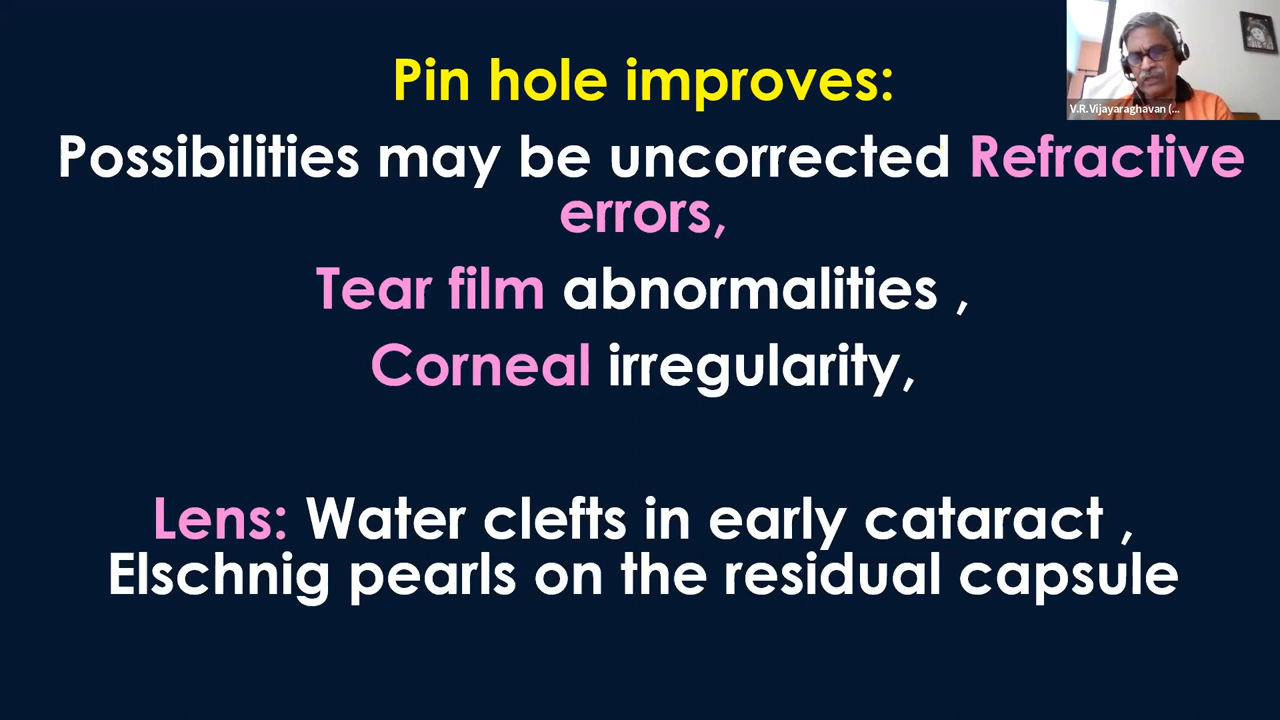 Pin hole improves:
Possibilities may be uncorrected Refractive
errors,
Tear film abnormalities ,
Corneal irregularity,
Lens: Water clefts in early cataract ,
Elschnig pearls on the residual capsule
V.R.Vijayaraghavan (...